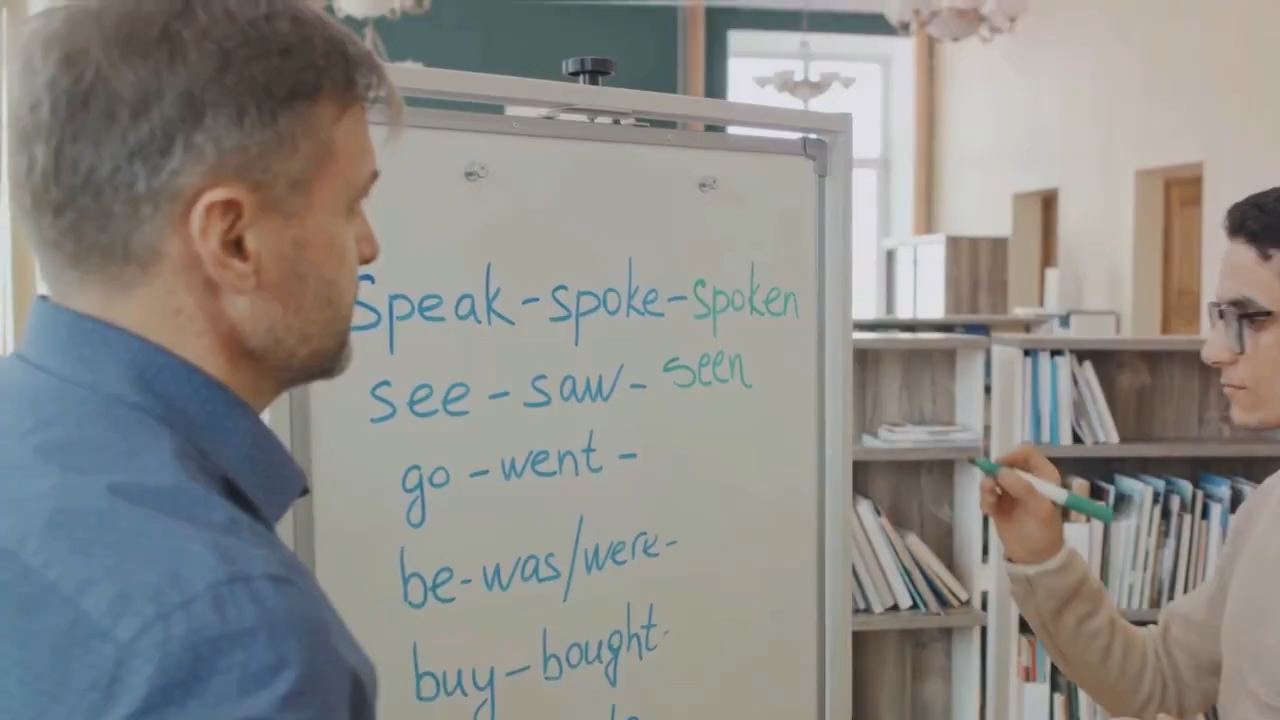 Speak-spoke-spoken
see-saw-seen
go-went-
be-was/were-
buy-bought-